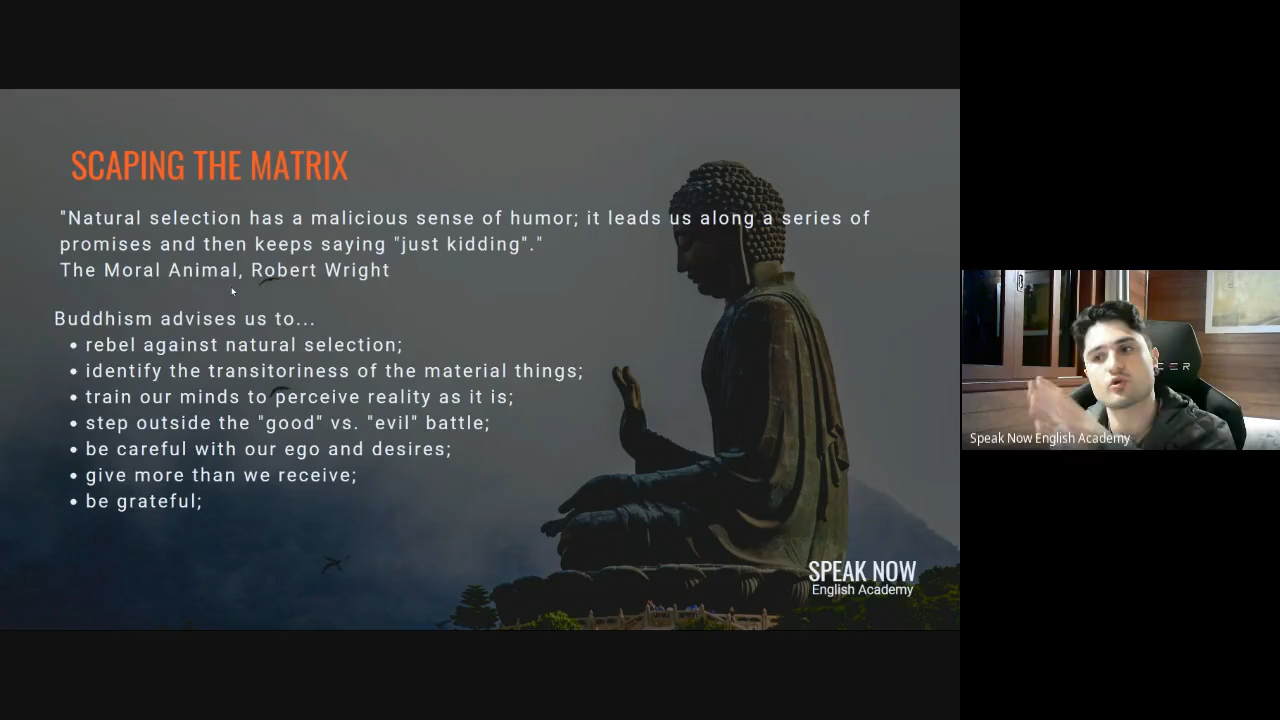 SCAPING THE MATRIX
"Natural selection has a malicious sense of humor; it leads us along a series of
promises and then keeps saying "just kidding"."
The Moral Animal, Robert Wright
Buddhism advises us to...
• rebel against natural selection;
• identify the transitoriness of the material things;
• train our minds to perceive reality as it is;
• step outside the "good" vs. "evil" battle;
• be careful with our ego and desires;
• give more than we receive;
• be grateful;
SPEAK NOW
English Academy
Speak Now English Academy